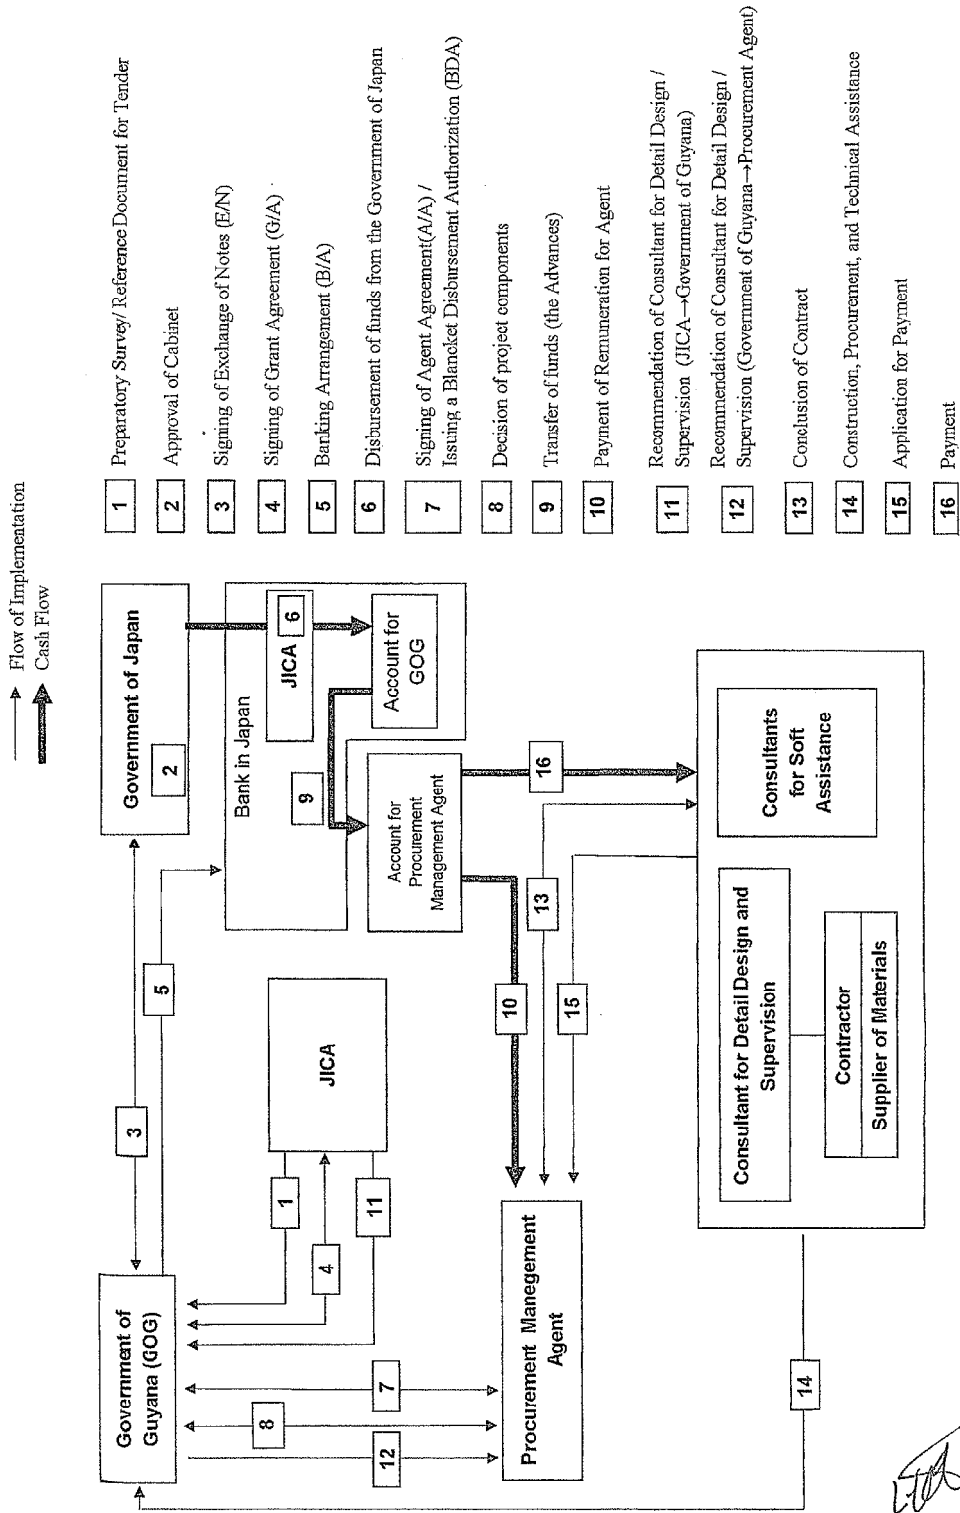 Flow of Implementation
Cash Flow
Government of
Guyana (GOG)
3
5
Government of Japan
2
1
4
11
JICA
Bank in Japan
JICA
6
Account for
GOG
9
Account for
Procurement
Management Agent
7
8
12
10
13
15
16
Procurement Manegement
Agent
14
Consultant for Detail Design and
Supervision
Contractor
Supplier of Materials
Consultants
for Soft
Assistance
1
Preparatory Survey/ Reference Document for Tender
2
Approval of Cabinet
3
Signing of Exchange of Notes (E/N)
4
Signing of Grant Agreement (G/A)
5
Banking Arrangement (B/A)
6
Disbursement of funds from the Government of Japan
7
Signing of Agent Agreement(A/A) /
Issuing a Blancket Disbursement Authorization (BDA)
8
Decision of project components
9
Transfer of funds (the Advances)
10
Payment of Remuneration for Agent
11
Recommendation of Consultant for Detail Design /
Supervision (JICA→Government of Guyana)
12
Recommendation of Consultant for Detail Design /
Supervision (Government of Guyana→Procurement Agent)
13
Conclusion of Contract
14
Construction, Procurement, and Technical Assistance
15
Application for Payment
16
Payment